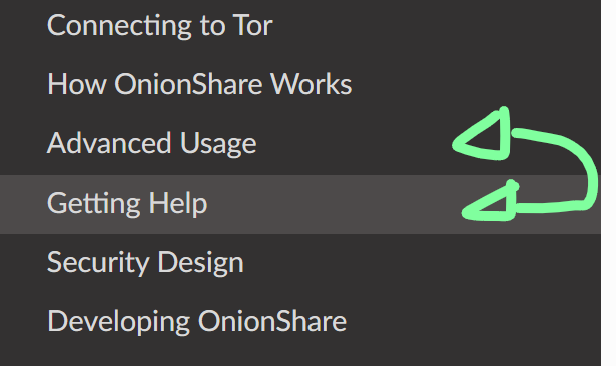 Connecting to Tor
How OnionShare Works
Advanced Usage
Getting Help
Security Design
Developing OnionShare